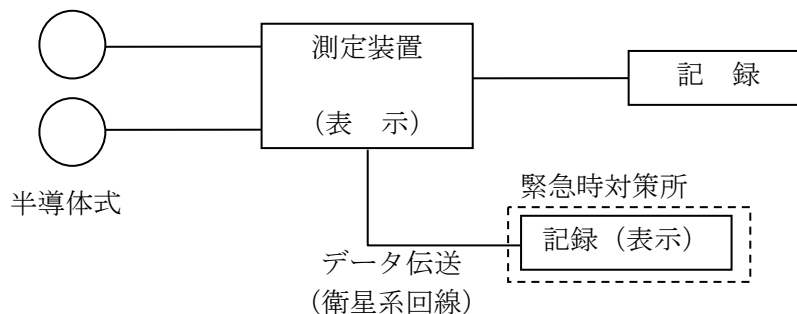 測定装置
（表　示）
記　録
半導体式
緊急時対策所
記録（表示）
データ伝送
（衛星系回線）